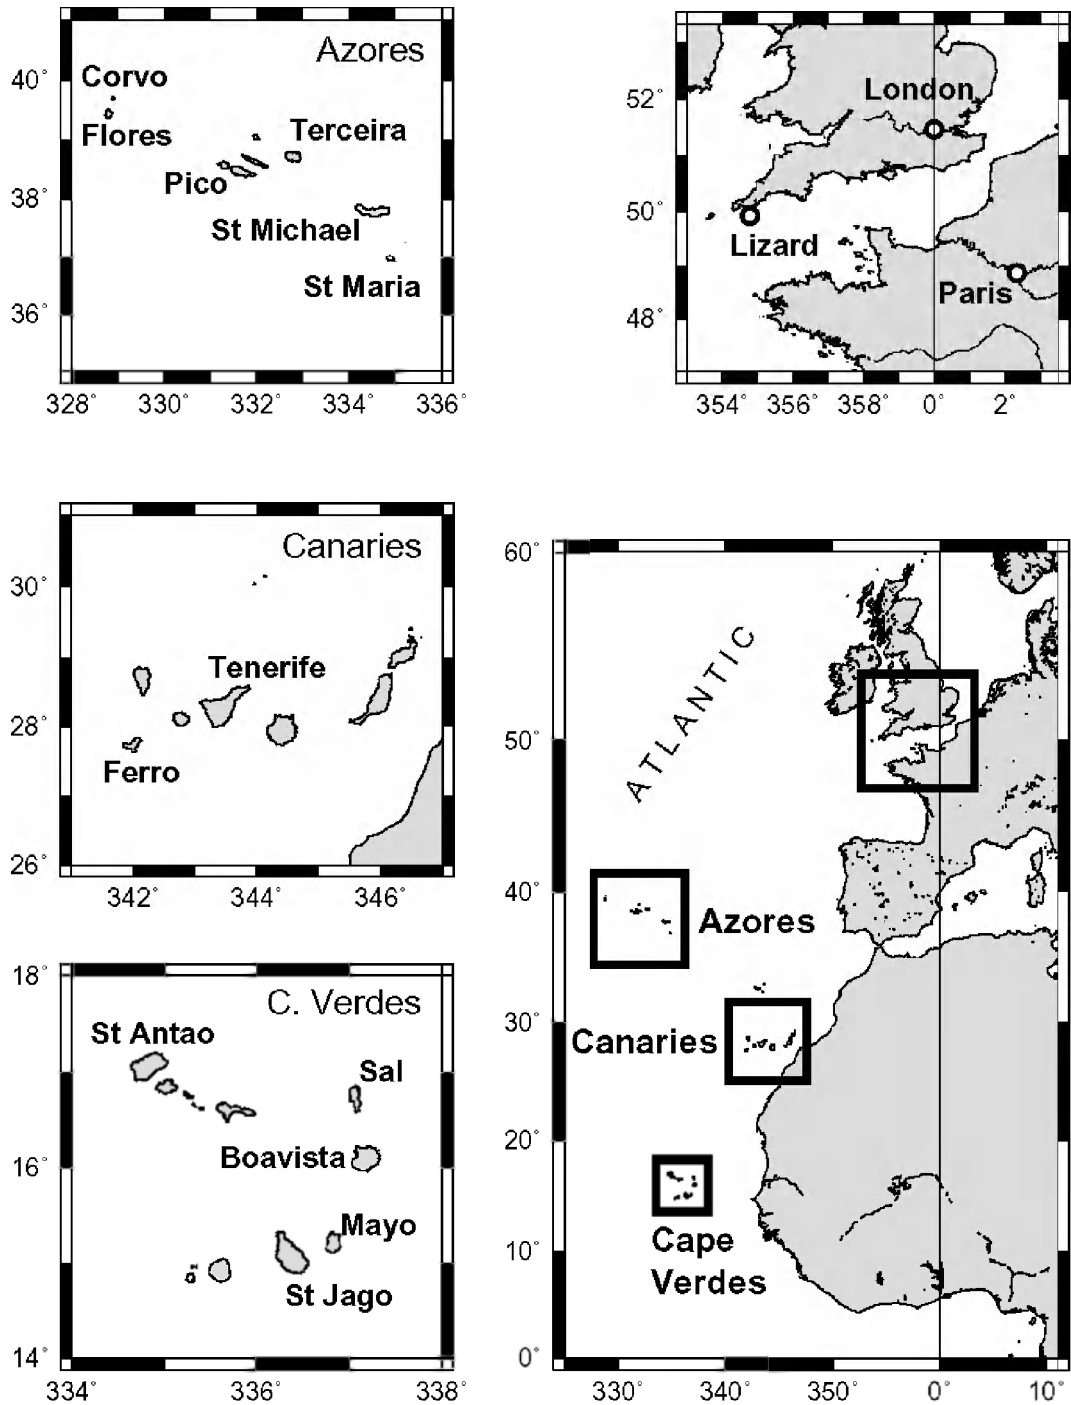 Azores
40°
Corvo
Flores
Terceira
Pico
38°
St Michael
St Maria
36°
328° 330° 332° 334° 336°
52°
London
50°
Lizard
Paris
48°
354° 356° 358° 0° 2°
Canaries
30°
Tenerife
28°
Ferro
26°
342° 344° 346°
18°
C. Verdes
St Antao
Sal
16°
Boavista
Mayo
St Jago
14°
334° 336° 338°
60°
ATLANTIC
50°
40°
Azores
30°
Canaries
20°
10°
Cape
Verdes
0°
330° 340° 350° 0° 10°